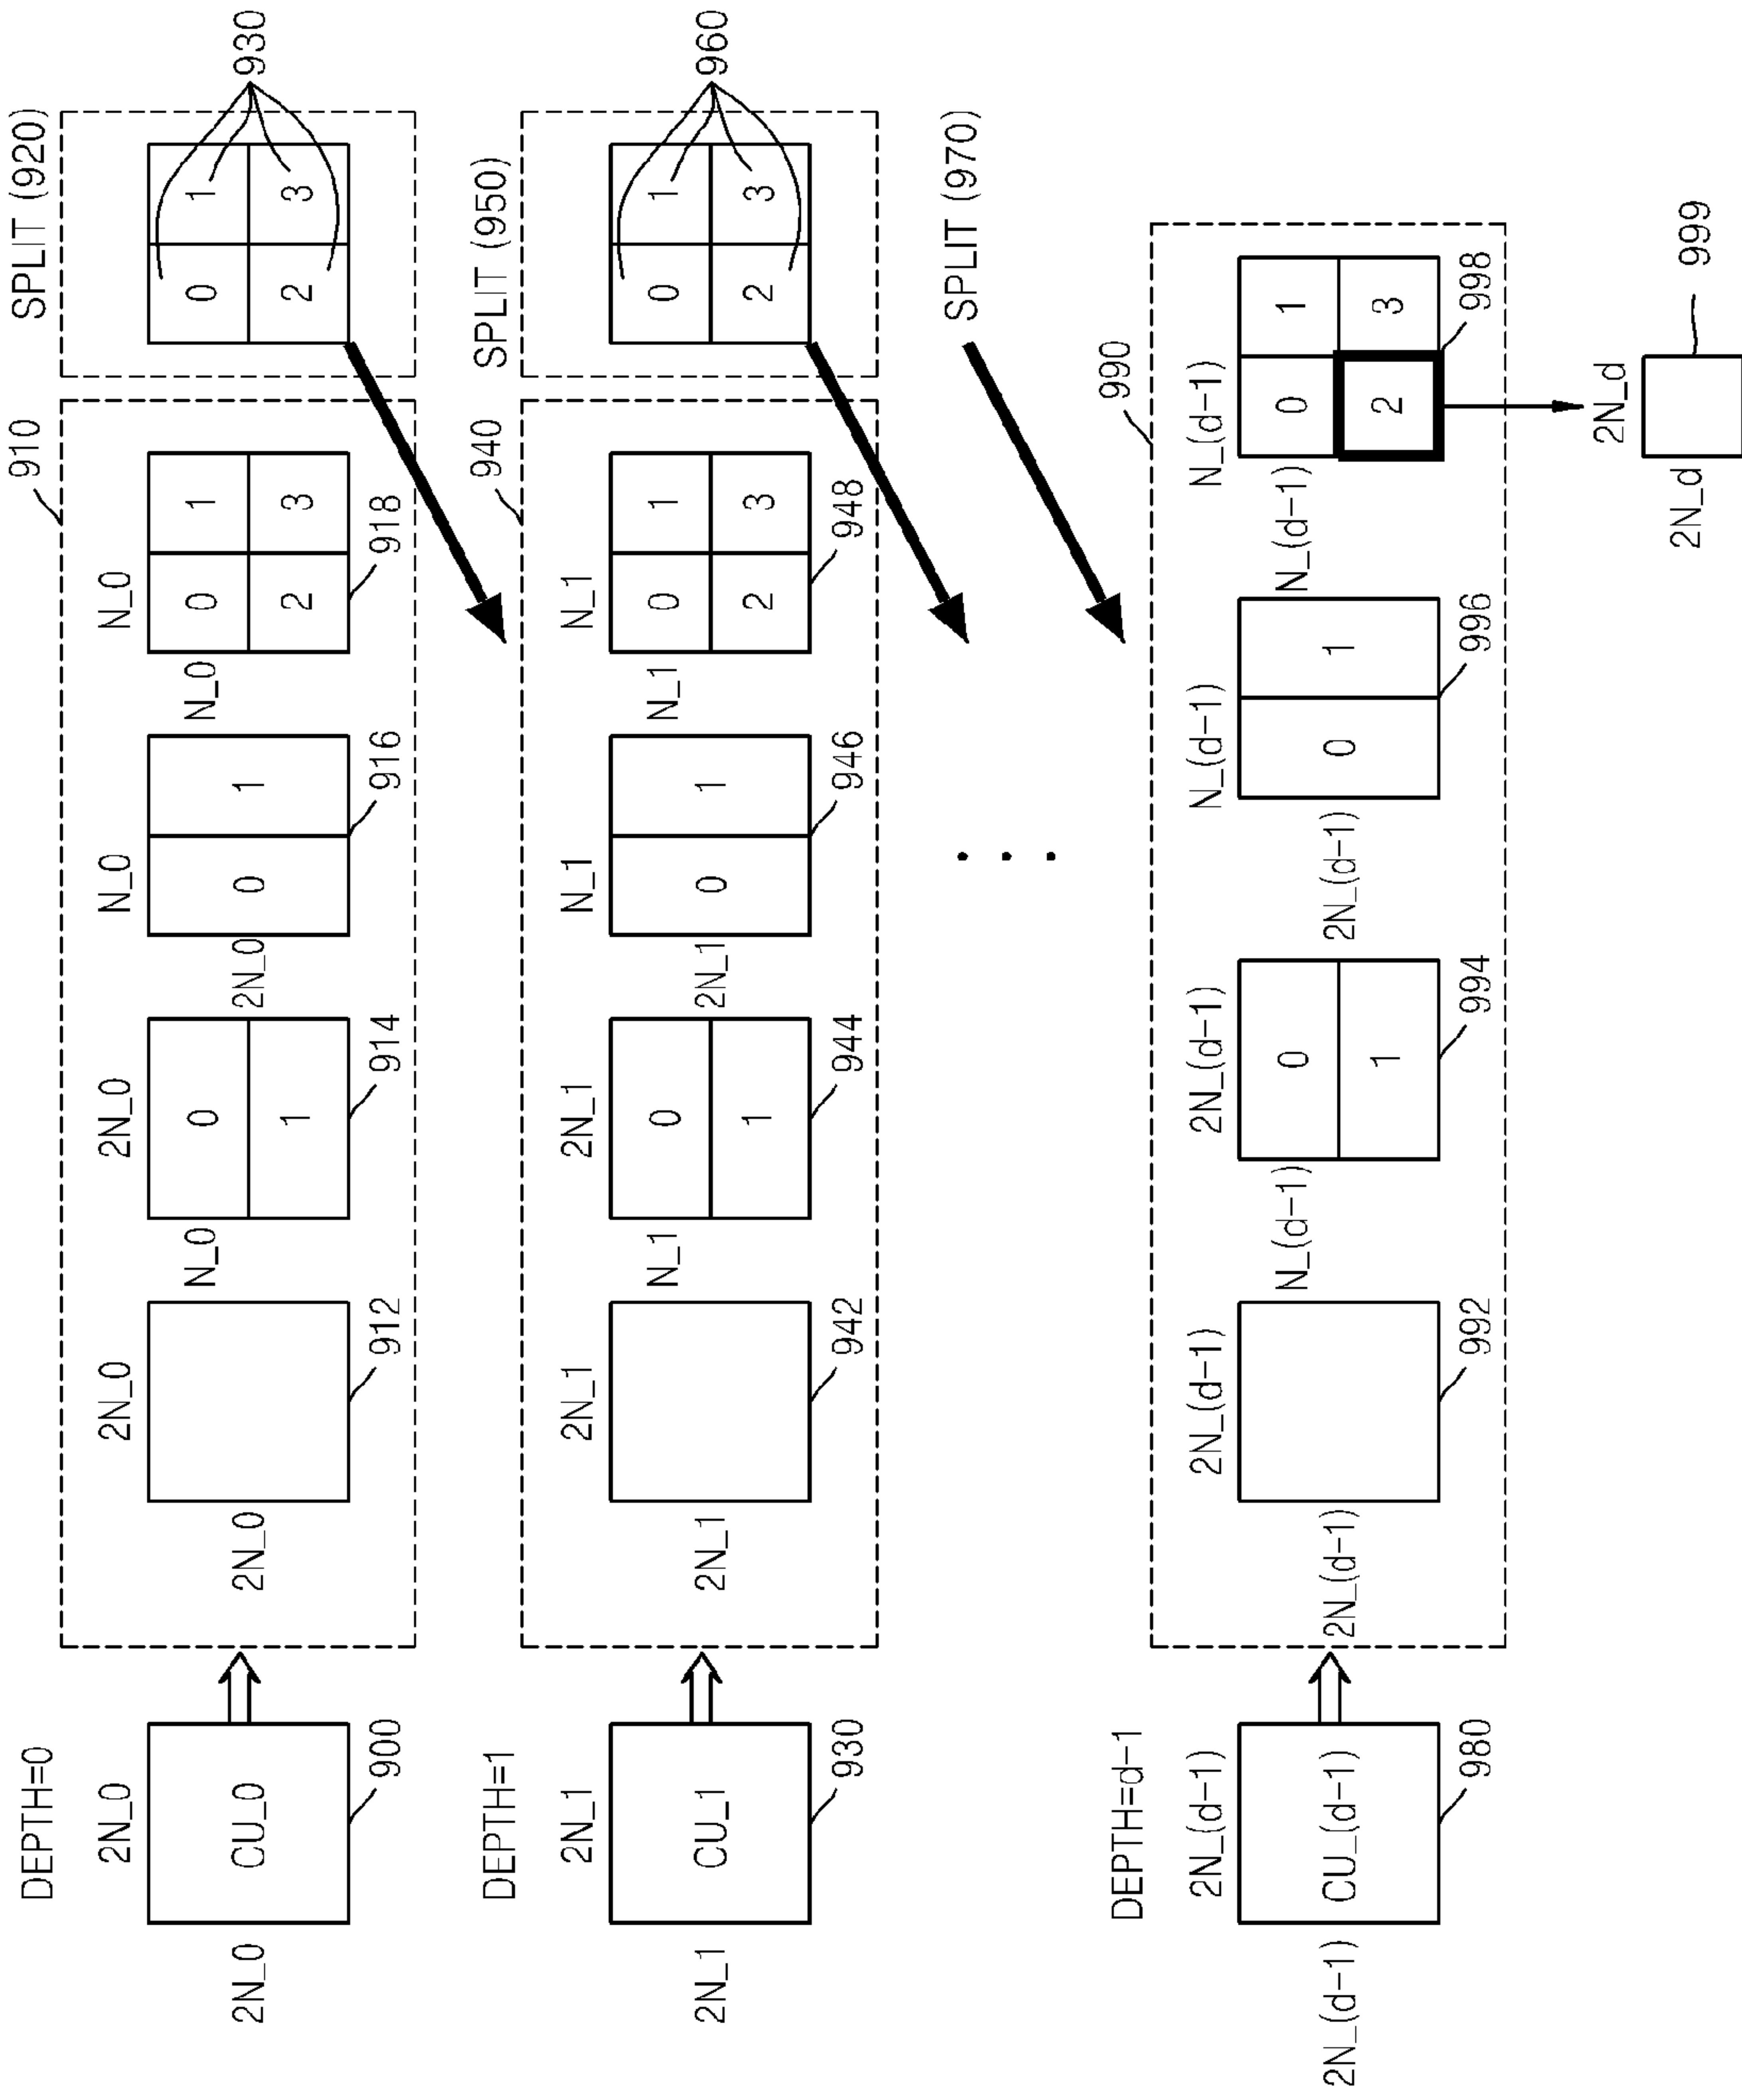 DEPTH=0
2N_0
2N_0
CU_0
900
910
2N_0
2N_0
912
2N_0
N_0
0
1
914
N_0
2N_0
0
1
916
N_0
N_0
0
1
2
3
918
SPLIT (920)
0
1
2
3
930
DEPTH=1
2N_1
2N_1
CU_1
930
940
2N_1
2N_1
942
2N_1
N_1
0
1
944
N_1
2N_1
0
1
946
N_1
N_1
0
1
2
3
948
SPLIT (950)
0
1
2
3
960
SPLIT (970)
DEPTH=d-1
2N_(d-1)
2N_(d-1)
CU_(d-1)
980
990
2N_(d-1)
2N_(d-1)
992
2N_(d-1)
N_(d-1)
0
1
994
N_(d-1)
2N_(d-1)
0
1
996
N_(d-1)
N_(d-1)
0
1
2
3
998
2N_d
2N_d
999